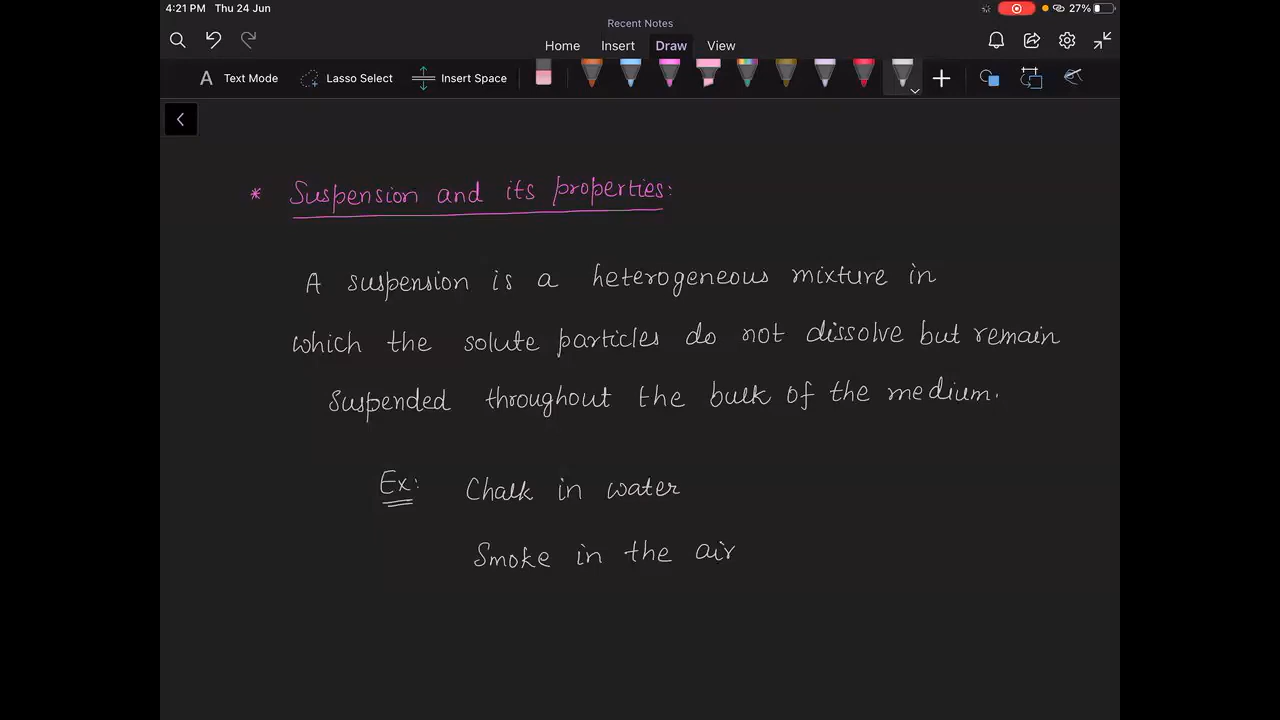 4:21 PM Thu 24 Jun
27%
Recent Notes
Home Insert Draw View
Text Mode Lasso Select Insert Space
* Suspension and its properties:
A suspension is a heterogeneous mixture in
which the solute particles do not dissolve but remain
suspended throughout the bulk of the medium.
Ex: Chalk in water
Smoke in the air